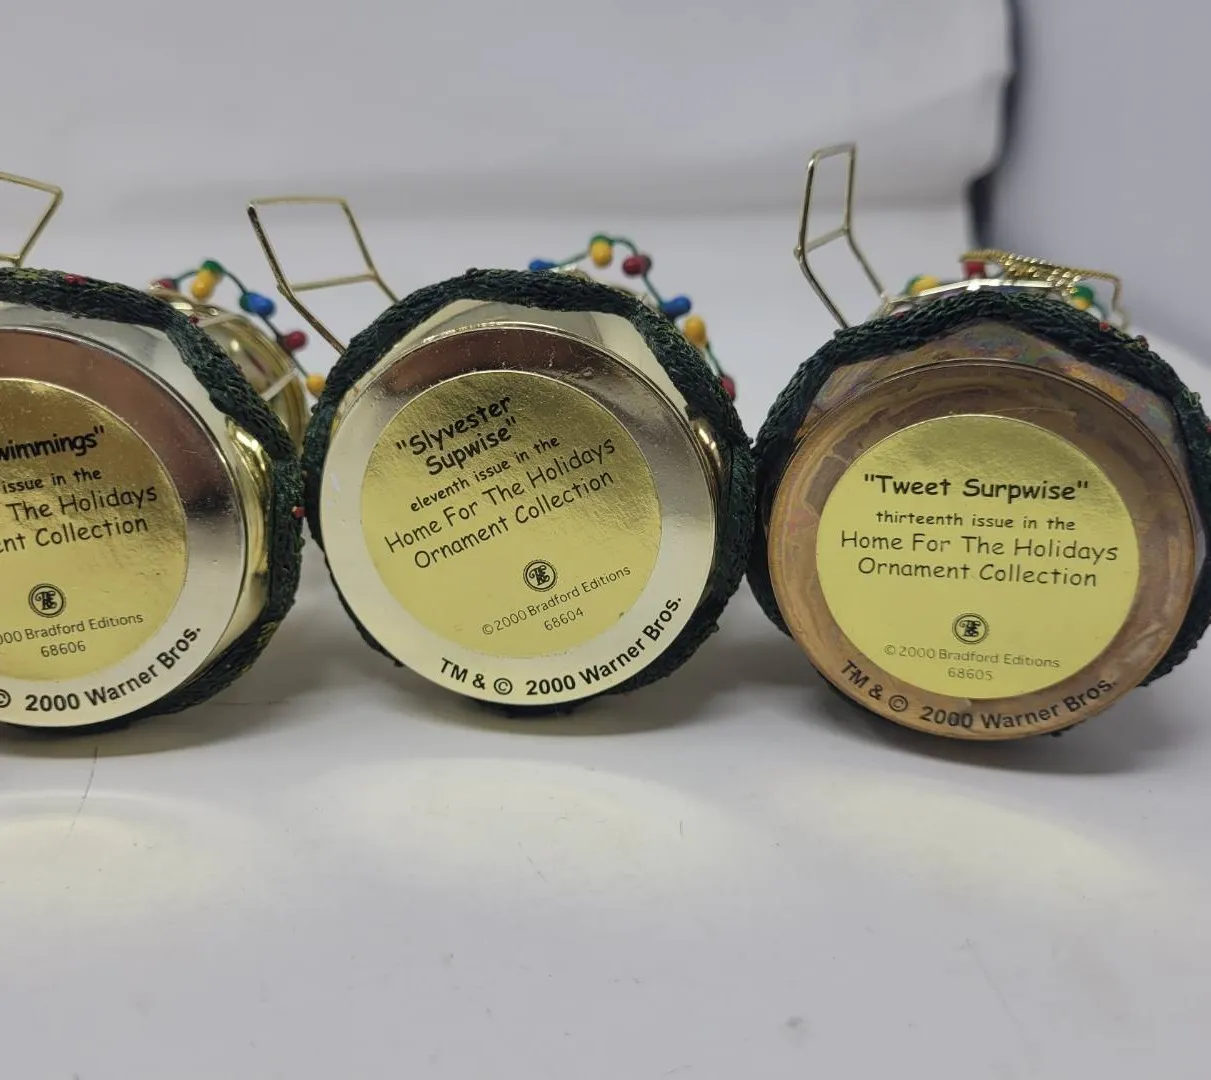 wimmings"
issue in the
The Holidays
Collection
Bradford Editions
68606
© 2000 Warner Bros.
"Slyvester
Supwise"
eleventh issue in the
Home For The Holidays
Ornament Collection
©2000 Bradford Editions
68604
TM & © 2000 Warner Bros.
"Tweet Surpwise"
thirteenth issue in the
Home For The Holidays
Ornament Collection
©2000 Bradford Editions
68605
TM & © 2000 Warner Bros.